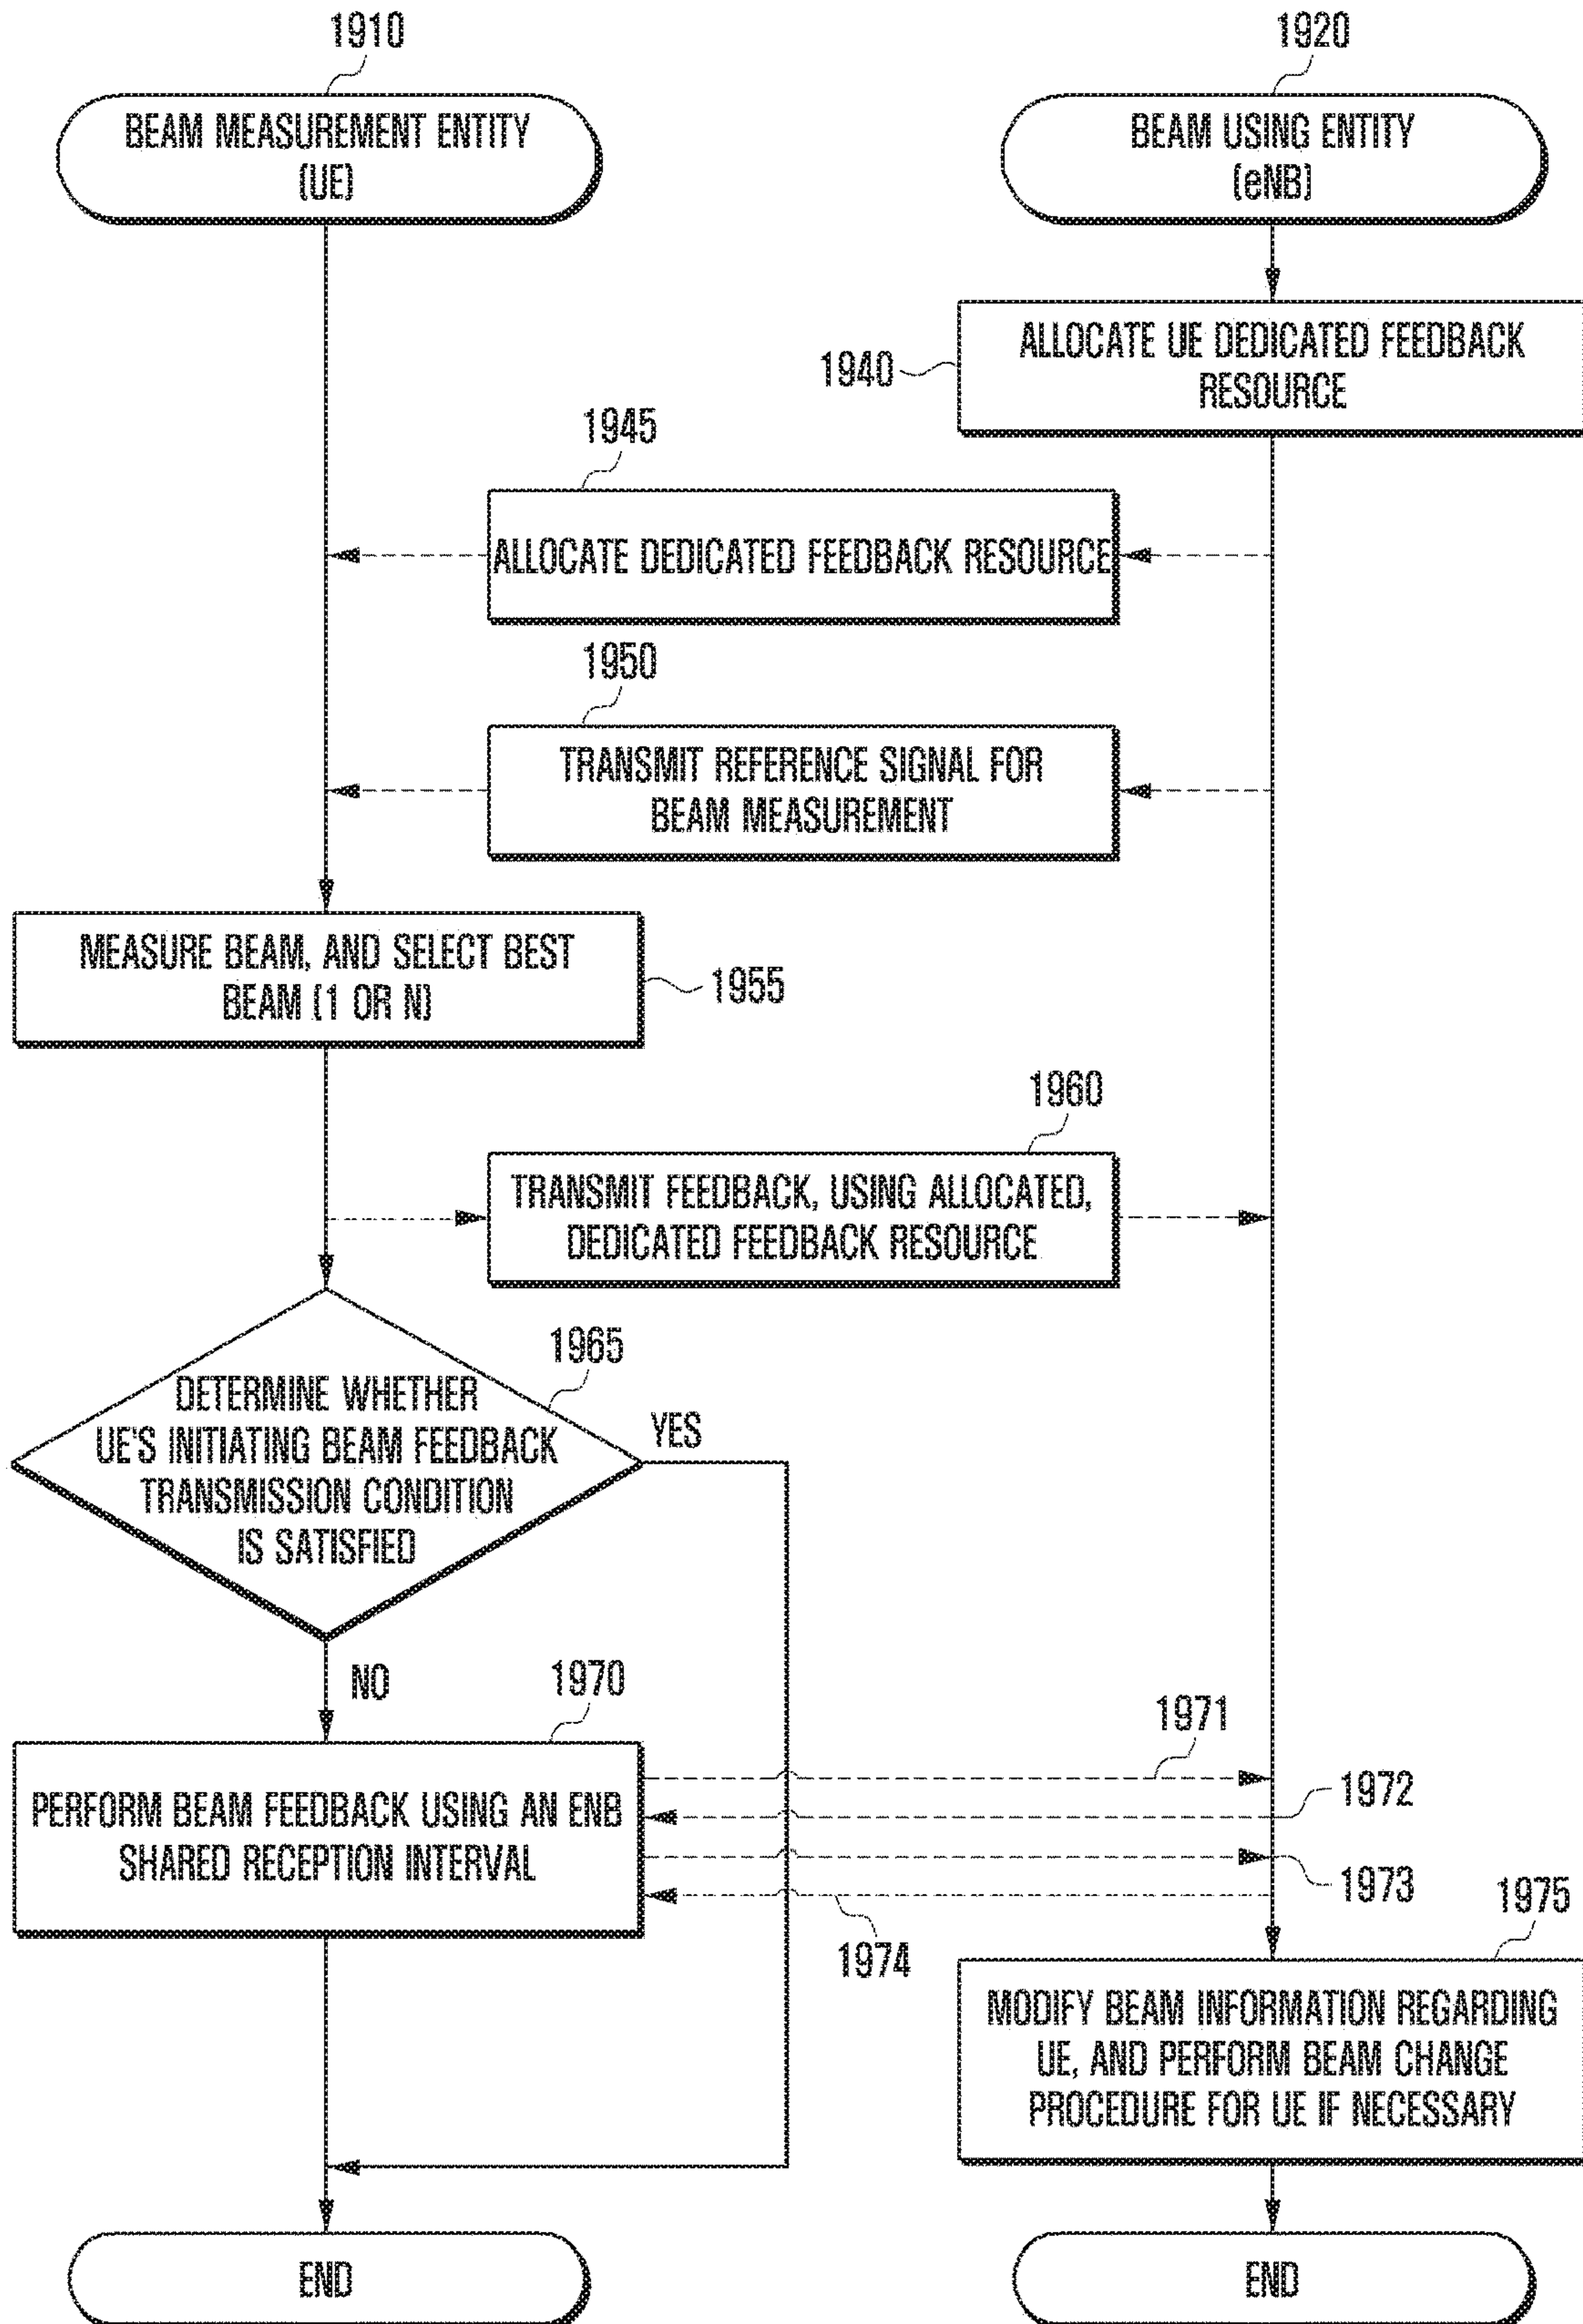 1910
1920
BEAM MEASUREMENT ENTITY
(UE)
BEAM USING ENTITY
(eNB)
ALLOCATE UE DEDICATED FEEDBACK
RESOURCE
1940
1945
ALLOCATE DEDICATED FEEDBACK RESOURCE
1950
TRANSMIT REFERENCE SIGNAL FOR
BEAM MEASUREMENT
MEASURE BEAM, AND SELECT BEST
BEAM (1 OR N)
1955
1960
TRANSMIT FEEDBACK, USING ALLOCATED,
DEDICATED FEEDBACK RESOURCE
1965
DETERMINE WHETHER
UE'S INITIATING BEAM FEEDBACK
TRANSMISSION CONDITION
IS SATISFIED
YES
NO
1970
PERFORM BEAM FEEDBACK USING AN ENB
SHARED RECEPTION INTERVAL
1971
1972
1973
1974
1975
MODIFY BEAM INFORMATION REGARDING
UE, AND PERFORM BEAM CHANGE
PROCEDURE FOR UE IF NECESSARY
END
END